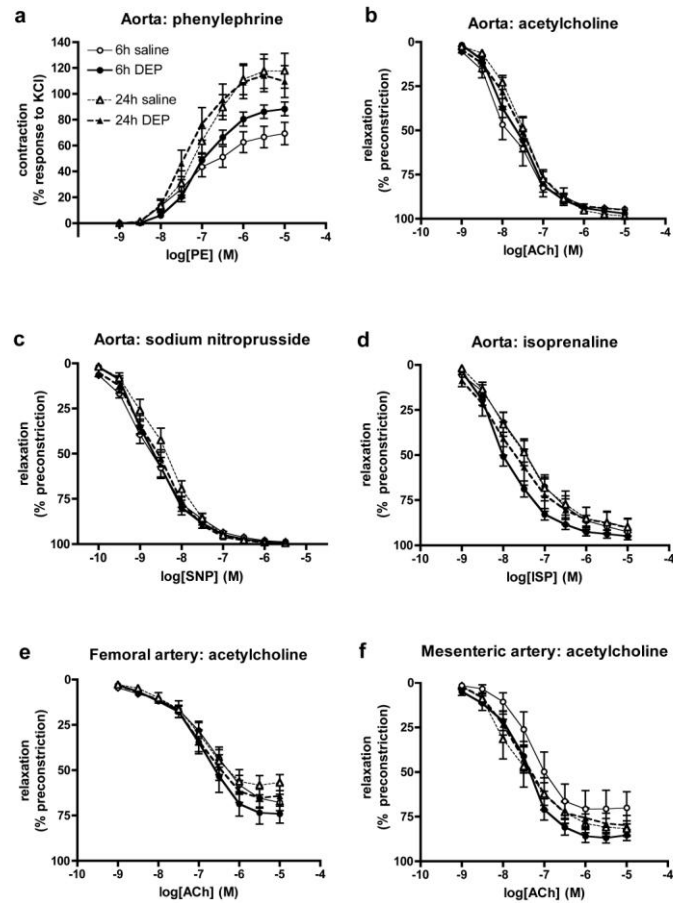 a
Aorta: phenylephrine
6h saline
6h DEP
24h saline
24h DEP
140
120
100
80
60
40
20
0
contraction
(% response to KCl)
-10 -9 -8 -7 -6 -5 -4
log[PE] (M)
b
Aorta: acetylcholine
0
25
50
75
100
relaxation
(% preconstriction)
-10 -9 -8 -7 -6 -5 -4
log[ACh] (M)
c
Aorta: sodium nitroprusside
0
25
50
75
100
relaxation
(% preconstriction)
-10 -9 -8 -7 -6 -5
log[SNP] (M)
d
Aorta: isoprenaline
0
25
50
75
100
relaxation
(% preconstriction)
-10 -9 -8 -7 -6 -5 -4
log[ISP] (M)
e
Femoral artery: acetylcholine
0
25
50
75
100
relaxation
(% preconstriction)
-10 -9 -8 -7 -6 -5 -4
log[ACh] (M)
f
Mesenteric artery: acetylcholine
0
25
50
75
100
relaxation
(% preconstriction)
-10 -9 -8 -7 -6 -5 -4
log[ACh] (M)